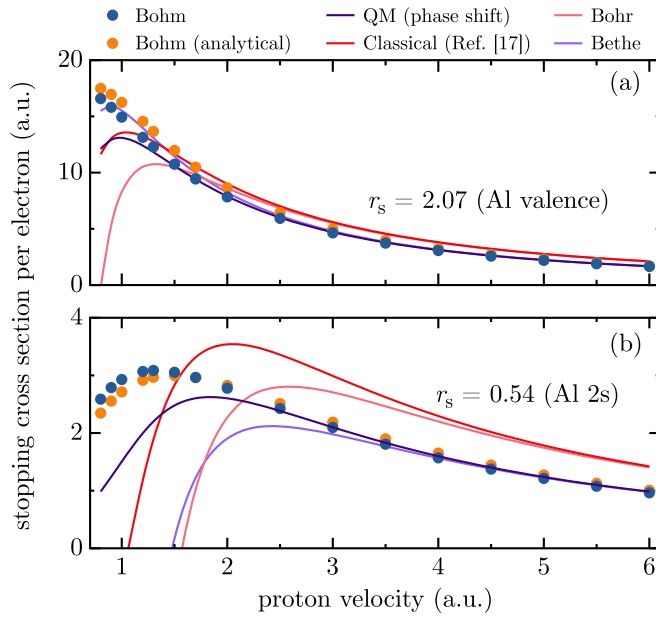 Bohm QM (phase shift) Bohr
Bohm (analytical) Classical (Ref. [17]) Bethe
stopping cross section per electron (a.u.)
20
(a)
10
rs = 2.07 (Al valence)
0
4
(b)
rs = 0.54 (Al 2s)
2
0
1 2 3 4 5 6
proton velocity (a.u.)